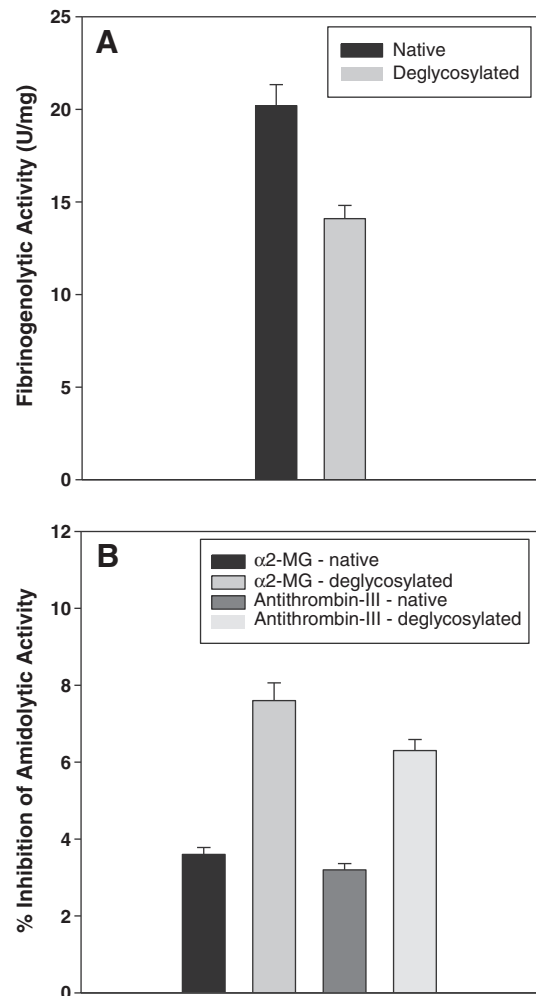 A
Native
Deglycosylated
Fibrinogenolytic Activity (U/mg)
25
20
15
10
5
0
B
α2-MG - native
α2-MG - deglycosylated
Antithrombin-III - native
Antithrombin-III - deglycosylated
% Inhibition of Amidolytic Activity
12
10
8
6
4
2
0